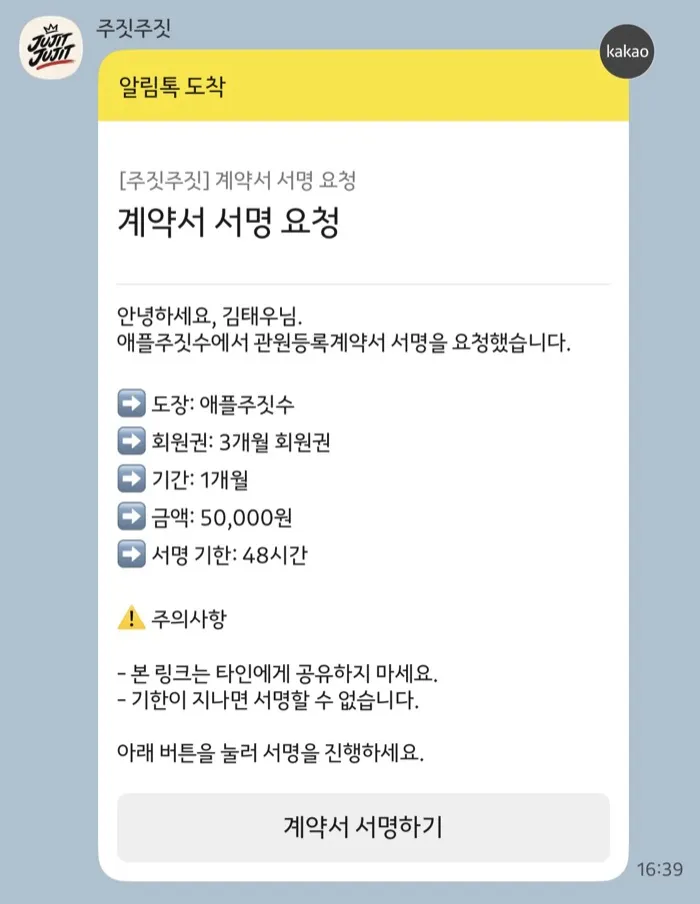 주짓주짓
JUJIT
JUJIT
kakao
알림톡 도착
[주짓주짓] 계약서 서명 요청
계약서 서명 요청
안녕하세요, 김태우님.
애플주짓수에서 관원등록계약서 서명을 요청했습니다.
➡️ 도장: 애플주짓수
➡️ 회원권: 3개월 회원권
➡️ 기간: 1개월
➡️ 금액: 50,000원
➡️ 서명 기한: 48시간
⚠️ 주의사항
- 본 링크는 타인에게 공유하지 마세요.
- 기한이 지나면 서명할 수 없습니다.
아래 버튼을 눌러 서명을 진행하세요.
계약서 서명하기
16:39